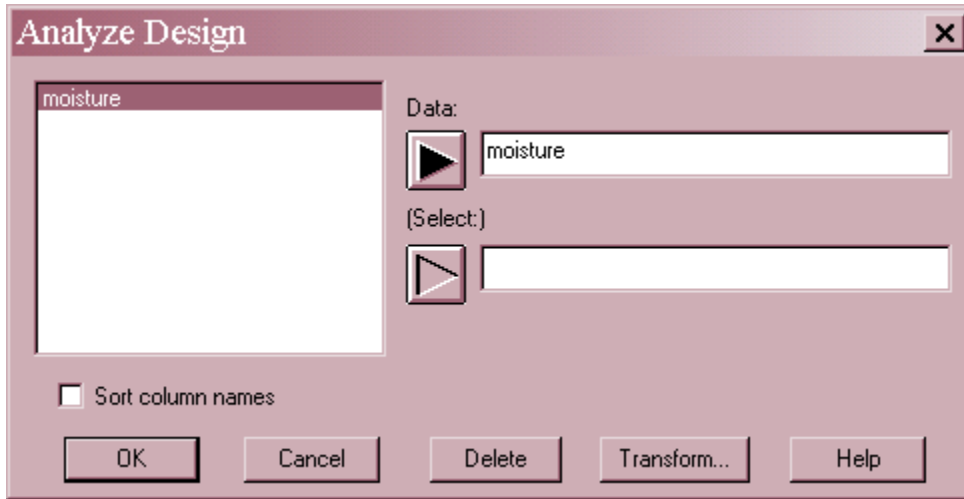 Analyze Design
moisture
Data:
moisture
(Select:)
Sort column names
OK
Cancel
Delete
Transform...
Help